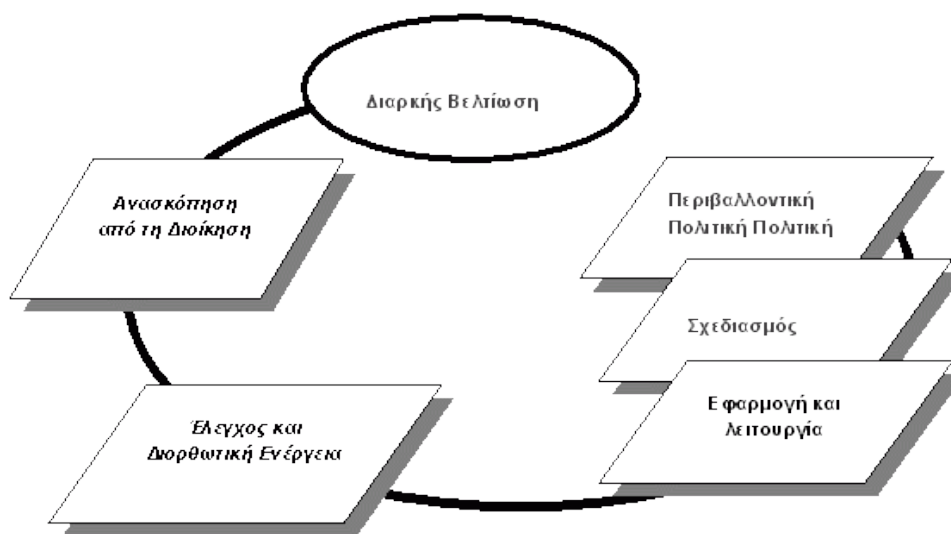 Διαρκής Βελτίωση
Ανασκόπηση
από τη Διοίκηση
Περιβαλλοντική
Πολιτική Πολιτική
Σχεδιασμός
Εφαρμογή και
λειτουργία
Έλεγχος και
Διορθωτική Ενέργεια